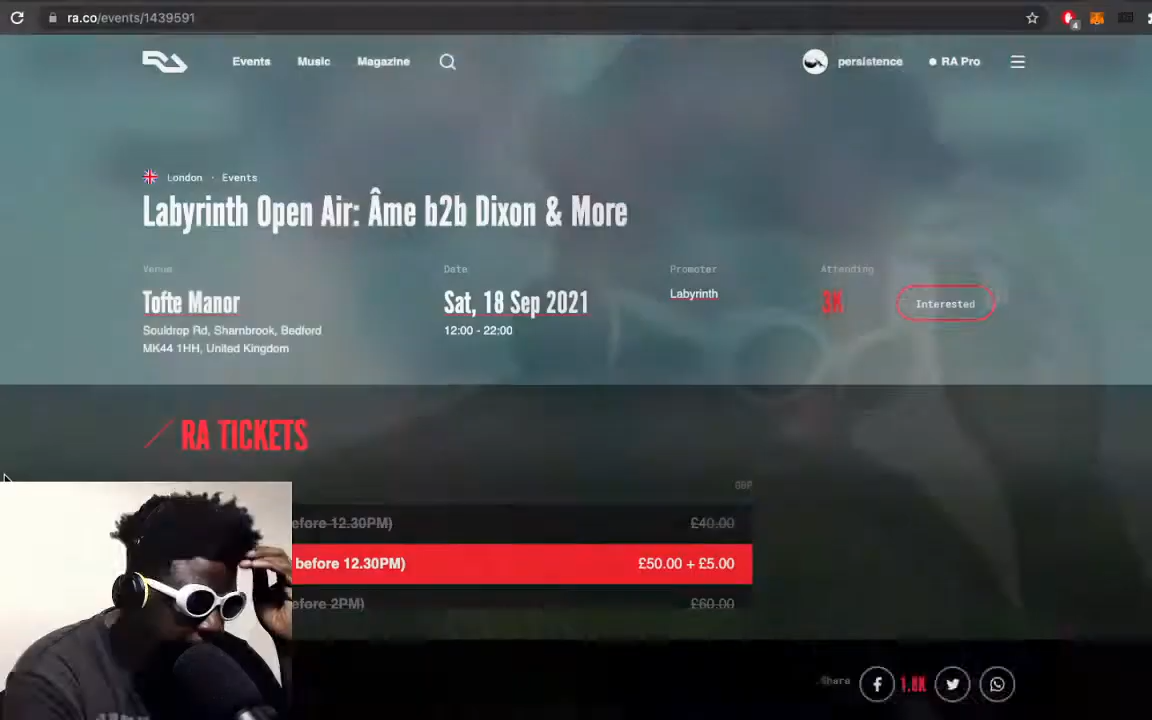 ra.co/events/1439591
4
Events Music Magazine persistence RA Pro
London · Events
Labyrinth Open Air: Âme b2b Dixon & More
Venue Date Promoter Attending
Tofte Manor Sat, 18 Sep 2021 Labyrinth 3K Interested
Souldrop Rd, Sharnbrook, Bedford 12:00 - 22:00
MK44 1HH, United Kingdom
RA TICKETS
GBP
efore 12.30PM) £40.00
before 12.30PM) £50.00 + £5.00
efore 2PM) £60.00
Share 1.8K